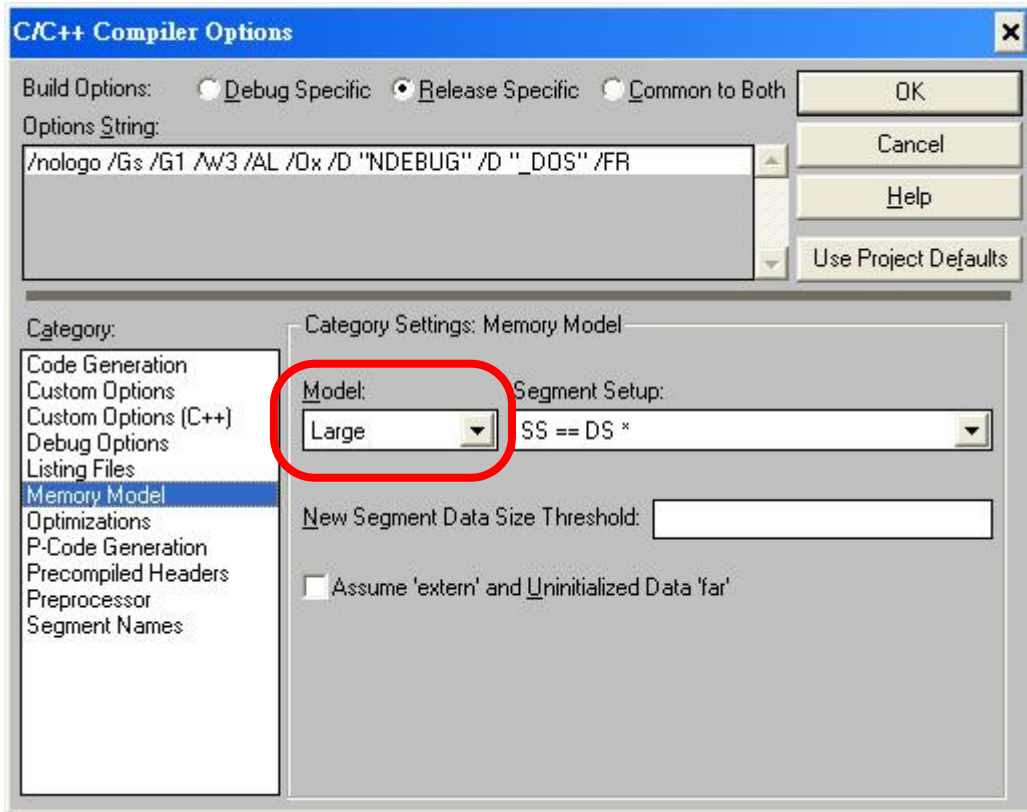 C/C++ Compiler Options
Build Options: Debug Specific Release Specific Common to Both
OK
Options String:
Cancel
/nologo /Gs /G1 /W3 /AL /Ox /D "NDEBUG" /D "_DOS" /FR
Help
Use Project Defaults
Category:
Code Generation
Custom Options
Custom Options (C++)
Debug Options
Listing Files
Memory Model
Optimizations
P-Code Generation
Precompiled Headers
Preprocessor
Segment Names
Category Settings: Memory Model
Model: Segment Setup:
Large SS == DS *
New Segment Data Size Threshold:
Assume 'extern' and Uninitialized Data 'far'